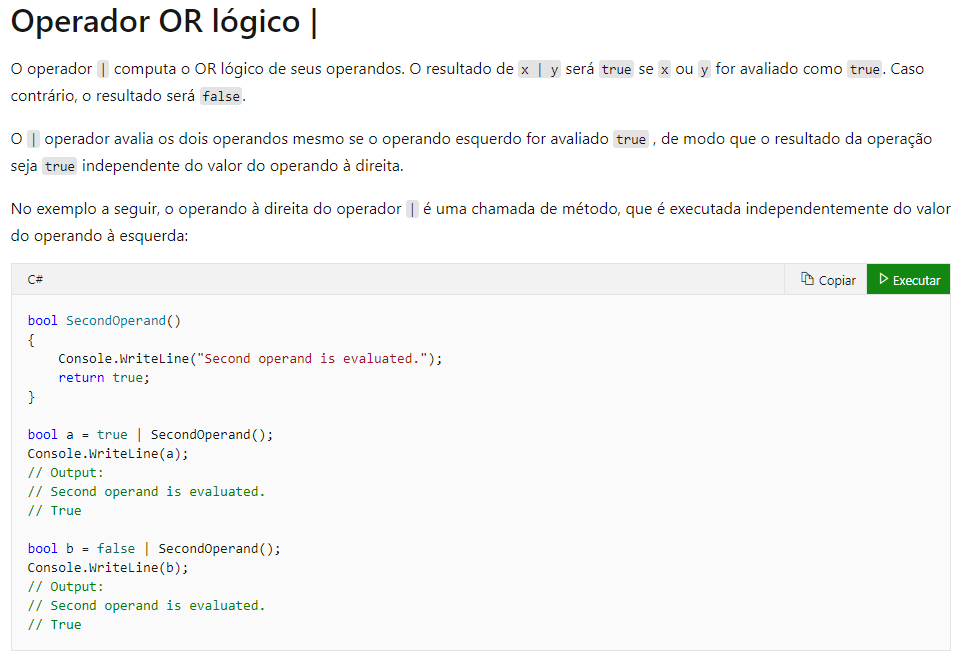 Operador OR lógico |
O operador | computa o OR lógico de seus operandos. O resultado de x | y será true se x ou y for avaliado como true. Caso
contrário, o resultado será false.
O | operador avalia os dois operandos mesmo se o operando esquerdo for avaliado true , de modo que o resultado da operação
seja true independente do valor do operando à direita.
No exemplo a seguir, o operando à direita do operador | é uma chamada de método, que é executada independentemente do valor
do operando à esquerda:
C# Copiar Executar
bool SecondOperand()
{
    Console.WriteLine("Second operand is evaluated.");
    return true;
}
bool a = true | SecondOperand();
Console.WriteLine(a);
// Output:
// Second operand is evaluated.
// True
bool b = false | SecondOperand();
Console.WriteLine(b);
// Output:
// Second operand is evaluated.
// True